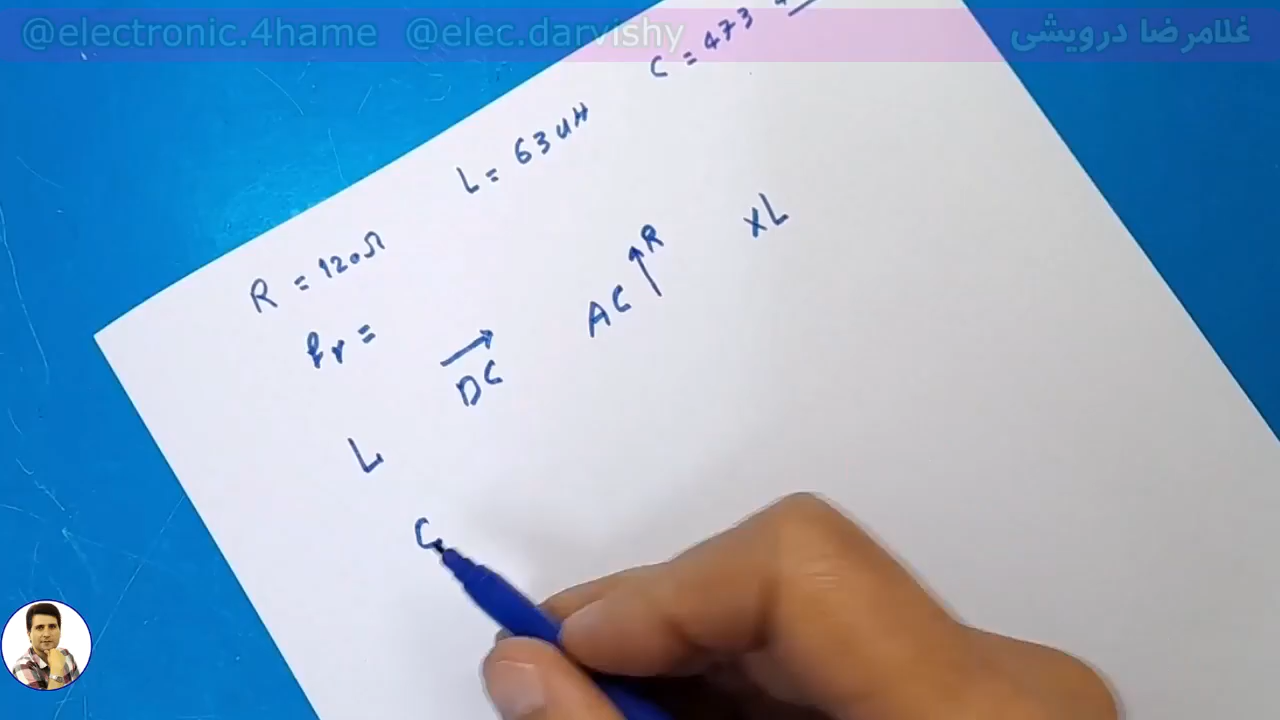 @electronic.4hame @elec.darvishy غلامرضا درویشی
R = 120Ω L = 63uH C = 473
fr =
DC AC R XL
L
C